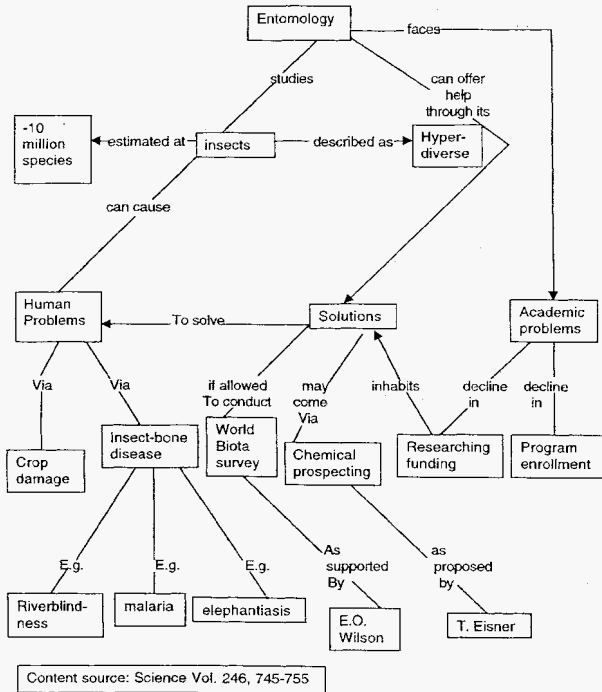 Entomology
faces
studies
can offer
help
through its
-10
million
species
estimated at
insects
described as
Hyper-
diverse
can cause
Human
Problems
To solve
Solutions
Academic
problems
Via
Via
if allowed
To conduct
may
come
Via
inhabits
decline
in
decline
in
Crop
damage
Insect-bone
disease
World
Biota
survey
Chemical
prospecting
Researching
funding
Program
enrollment
E.g.
E.g.
E.g.
As
supported
By
as
proposed
by
Riverblind-
ness
malaria
elephantiasis
E.O.
Wilson
T. Eisner
Content source: Science Vol. 246, 745-755